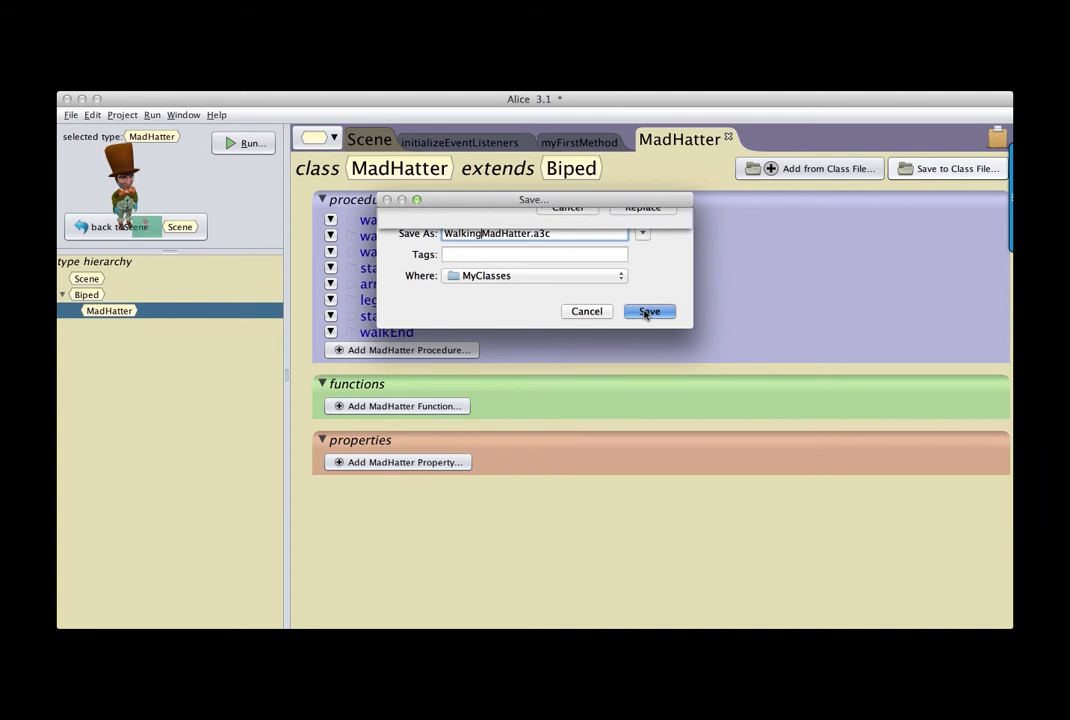 Alice 3.1 *
File Edit Project Run Window Help
selected type: MadHatter
Run...
back to Scene Scene
type hierarchy
Scene
Biped
MadHatter
Scene initializeEventListeners myFirstMethod MadHatter
class MadHatter extends Biped
Add from Class File... Save to Class File...
Save...
Cancel Replace
Save As: WalkingMadHatter.a3c
Tags:
Where: MyClasses
Cancel Save
walkEnd
Add MadHatter Procedure...
functions
Add MadHatter Function...
properties
Add MadHatter Property...